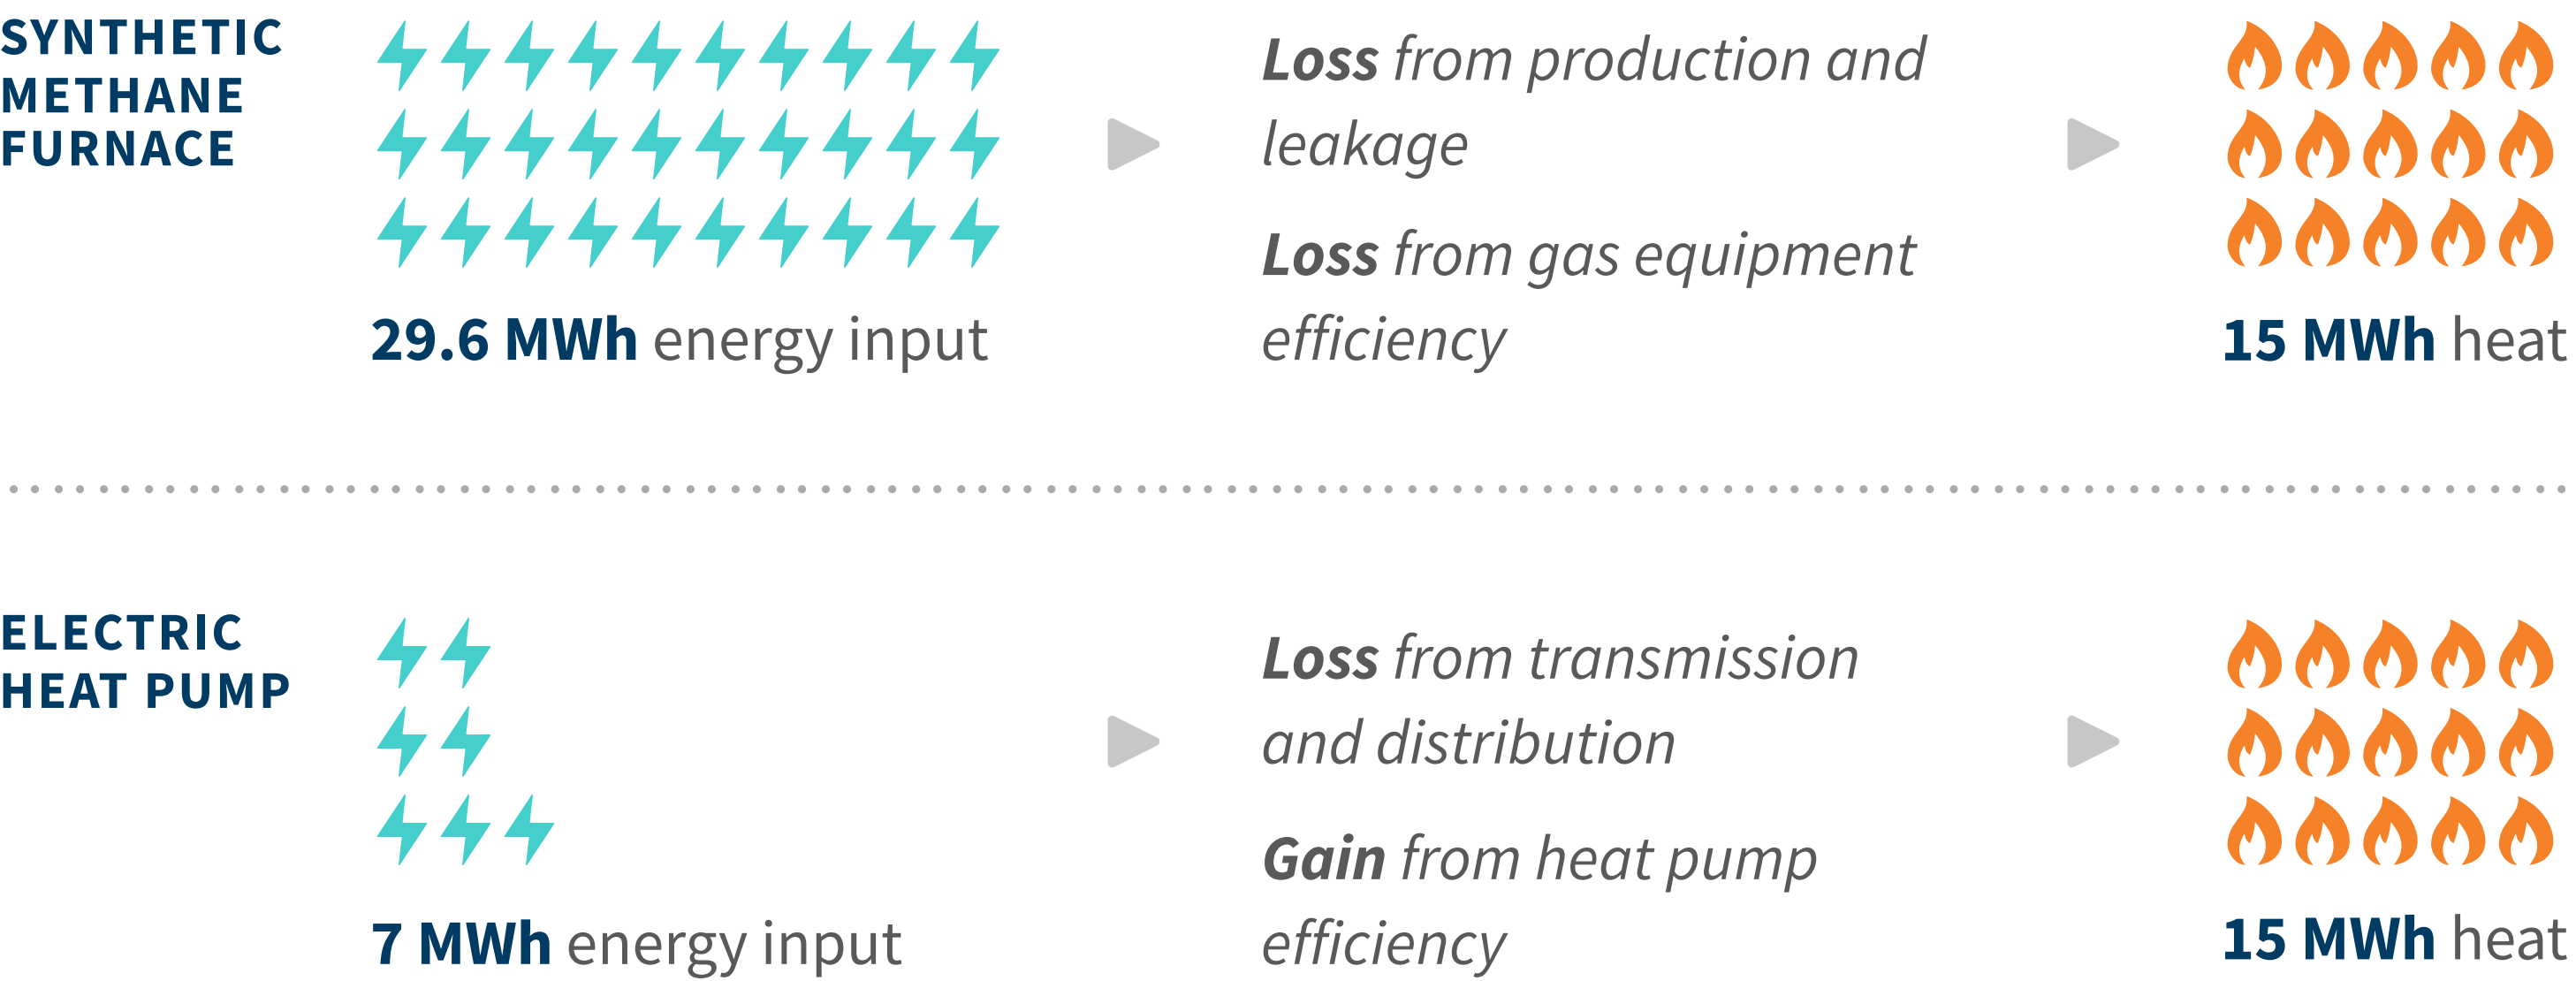 SYNTHETIC
METHANE
FURNACE
29.6 MWh energy input
Loss from production and
leakage
Loss from gas equipment
efficiency
15 MWh heat
ELECTRIC
HEAT PUMP
7 MWh energy input
Loss from transmission
and distribution
Gain from heat pump
efficiency
15 MWh heat